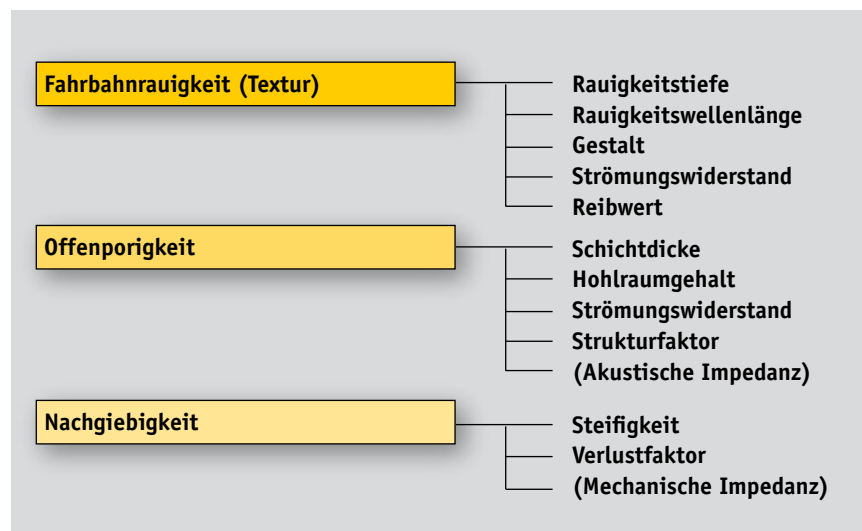 Fahrbahnrauigkeit (Textur)
Rauigkeitstiefe
Rauigkeitswellenlänge
Gestalt
Strömungswiderstand
Reibwert
Offenporigkeit
Schichtdicke
Hohlraumgehalt
Strömungswiderstand
Strukturfaktor
(Akustische Impedanz)
Nachgiebigkeit
Steifigkeit
Verlustfaktor
(Mechanische Impedanz)